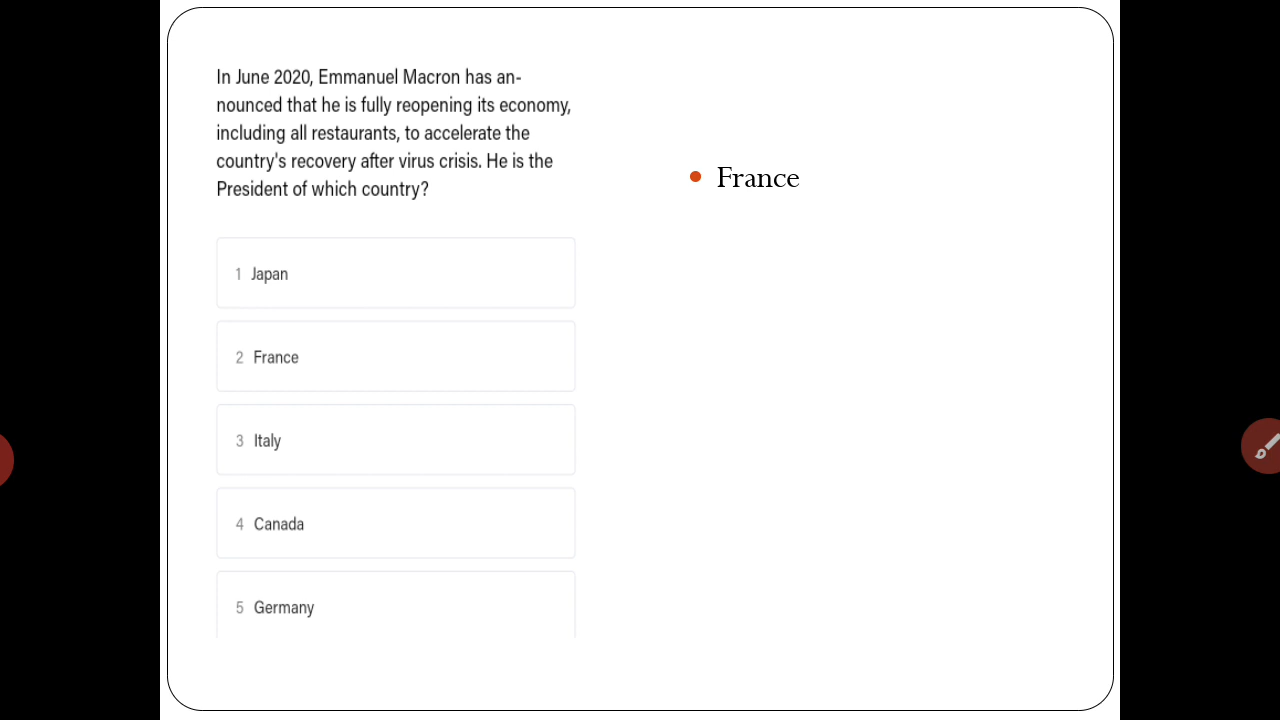 In June 2020, Emmanuel Macron has an-
nounced that he is fully reopening its economy,
including all restaurants, to accelerate the
country's recovery after virus crisis. He is the
President of which country?
1 Japan
2 France
3 Italy
4 Canada
5 Germany
• France